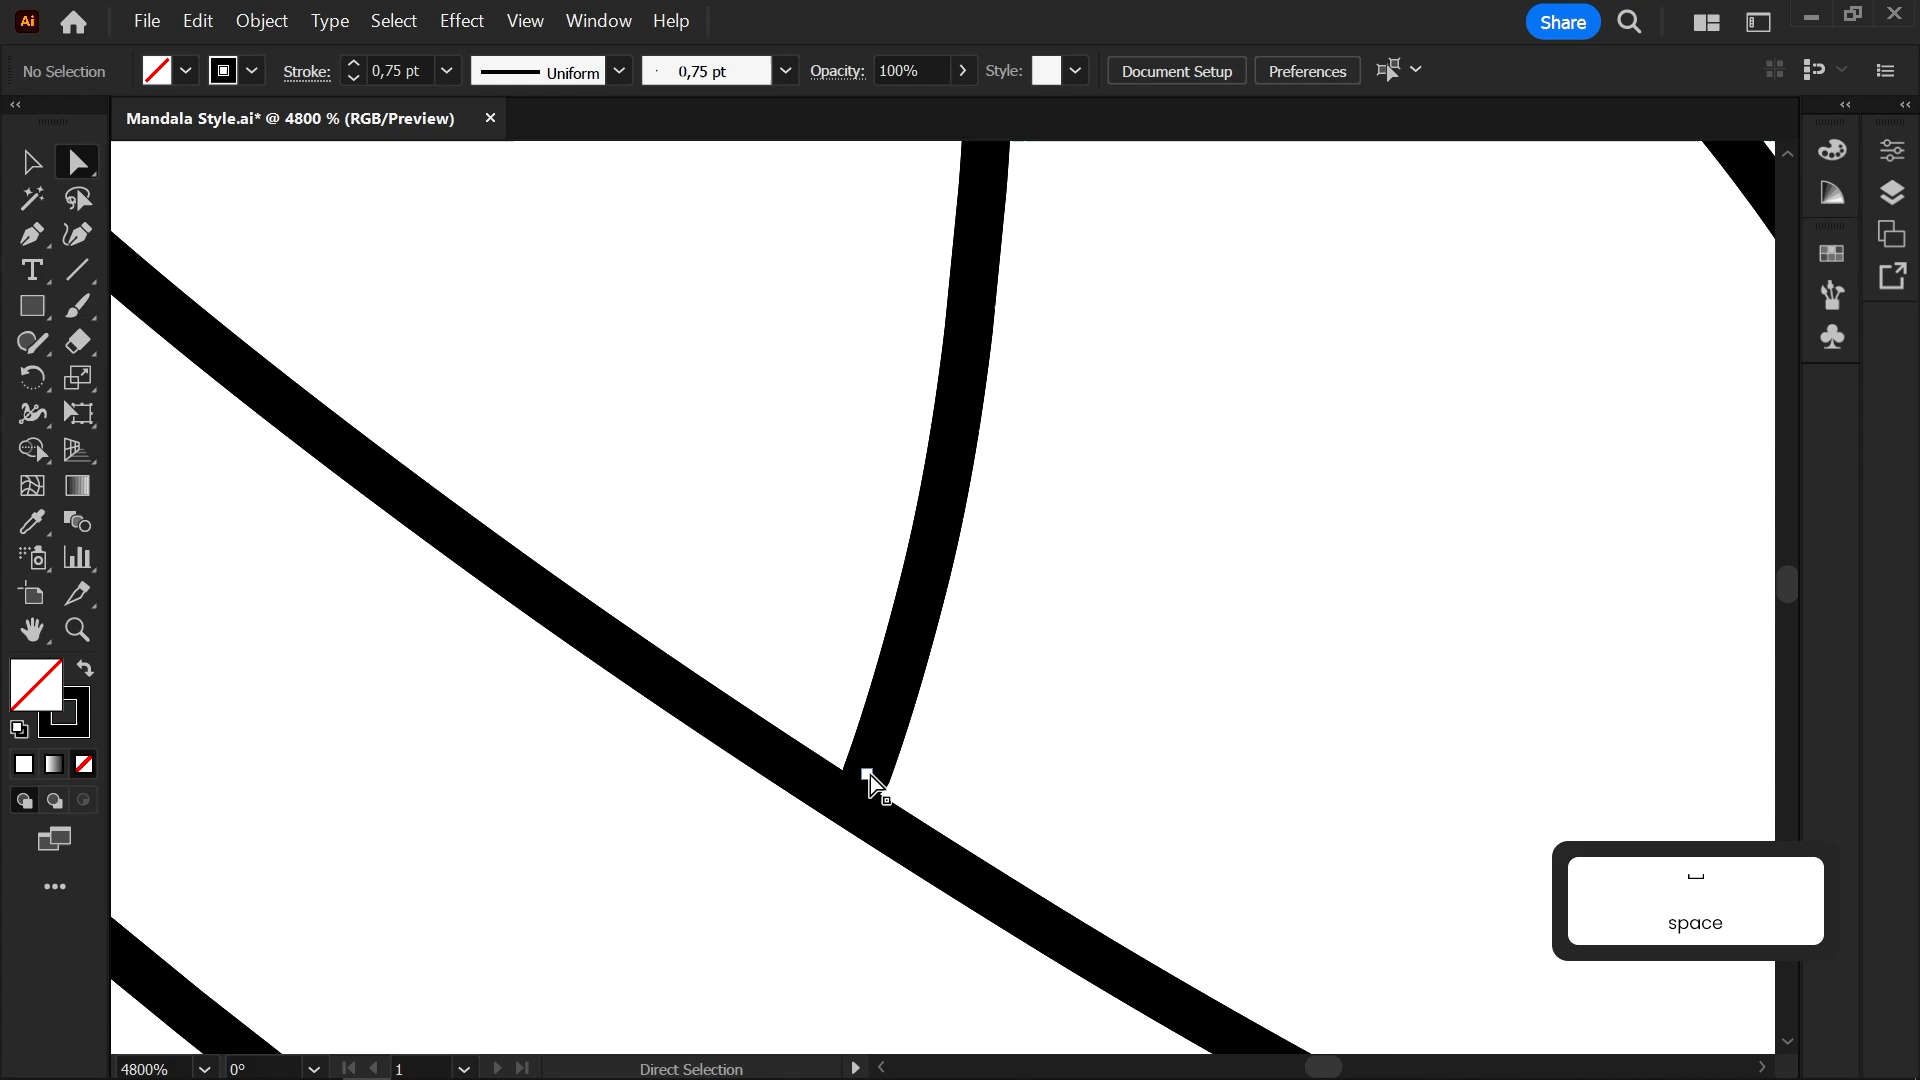 Ai File Edit Object Type Select Effect View Window Help Share
No Selection Stroke: 0,75 pt Uniform 0,75 pt Opacity: 100% Style: Document Setup Preferences
Mandala Style.ai* @ 4800 % (RGB/Preview)
space
4800% 0° 1 Direct Selection